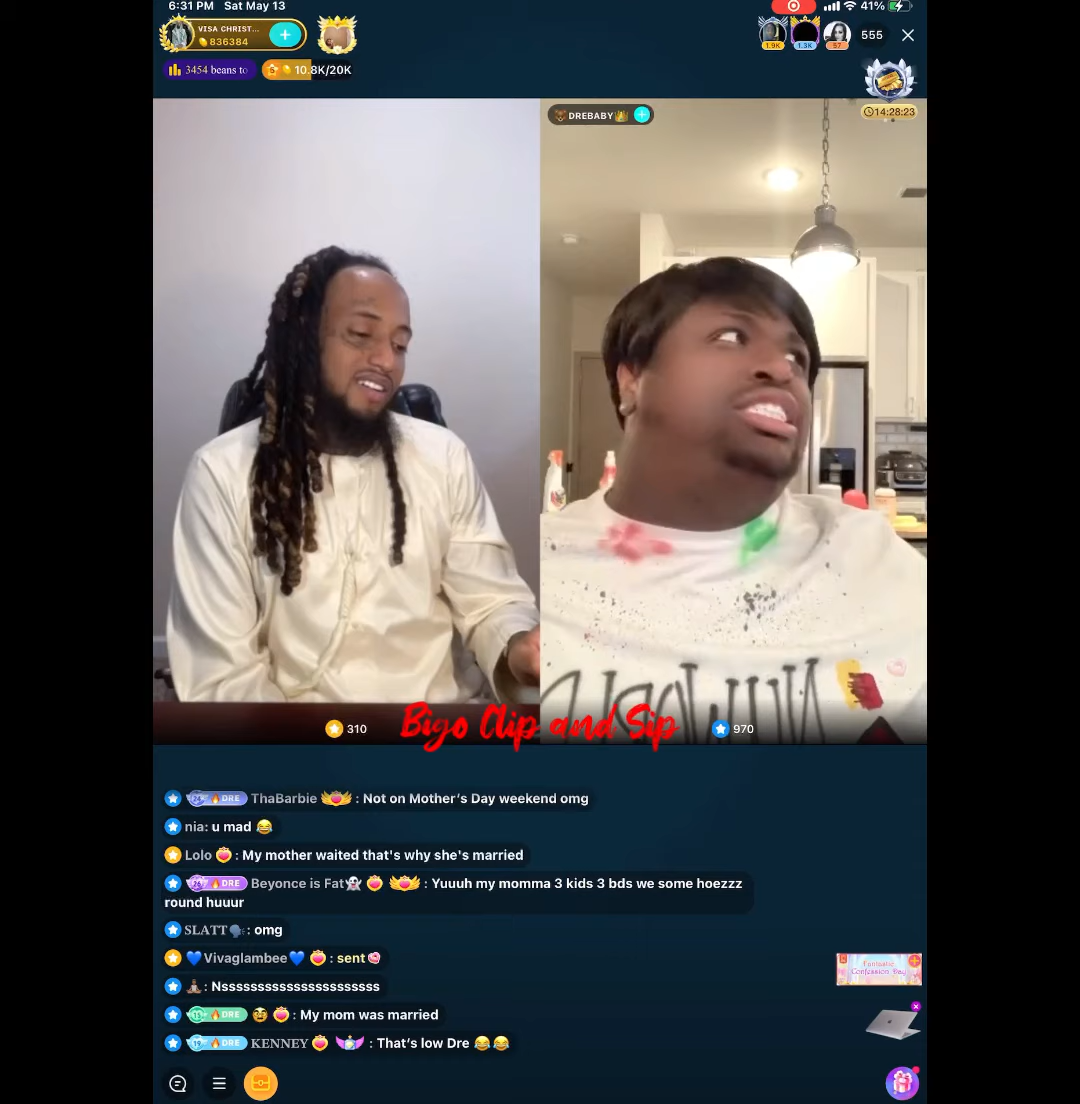 6:31 PM Sat May 13
41%
VISA CHRIST...
836384
1.9K
1.3K
57
555
3454 beans to
10.8K/20K
14:28:23
DREBABY
310
970
Bigo Clip and Sip
DRE ThaBarbie : Not on Mother's Day weekend omg
nia: u mad 😂
Lolo : My mother waited that's why she's married
DRE Beyonce is Fat👻 : Yuuuh my momma 3 kids 3 bds we some hoezzz
round huuur
SLATT🗣: omg
💙Vivaglambee💙 : sent
: Nsssssssssssssssssssssss
DRE 🥸 : My mom was married
DRE KENNEY : That's low Dre 😂😂
Fantastic
Confession Day